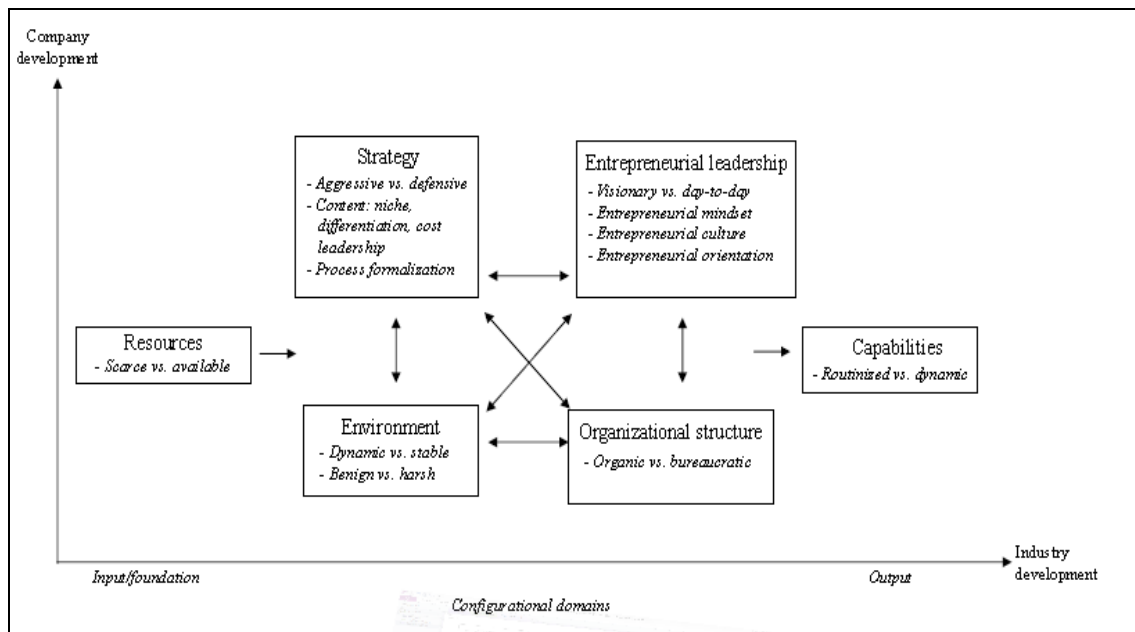 Company
development
Strategy
- Aggressive vs. defensive
- Content: niche,
differentiation, cost
leadership
- Process formalization
Entrepreneurial leadership
- Visionary vs. day-to-day
- Entrepreneurial mindset
- Entrepreneurial culture
- Entrepreneurial orientation
Resources
- Scarce vs. available
Capabilities
- Routinized vs. dynamic
Environment
- Dynamic vs. stable
- Benign vs. harsh
Organizational structure
- Organic vs. bureaucratic
Industry
development
Input/foundation
Output
Configurational domains